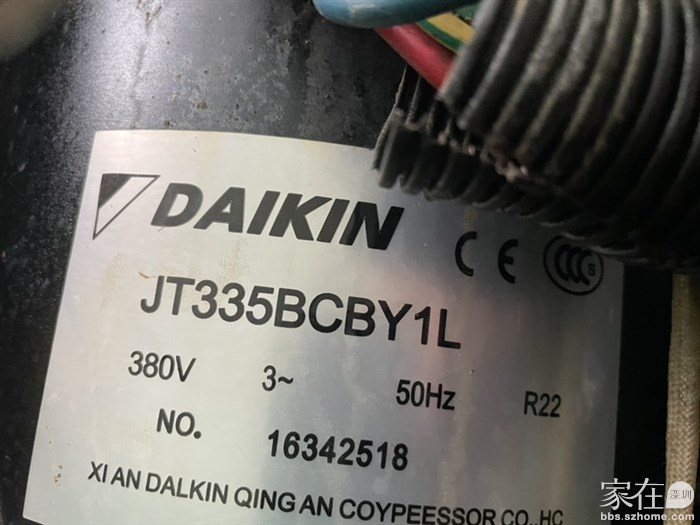 DAIKIN
CE CCC S
JT335BCBY1L
380V 3~ 50Hz R22
NO. 16342518
XI AN DALKIN QING AN COYPEESSOR CO., HC
家在 深圳
bbs.szhome.com